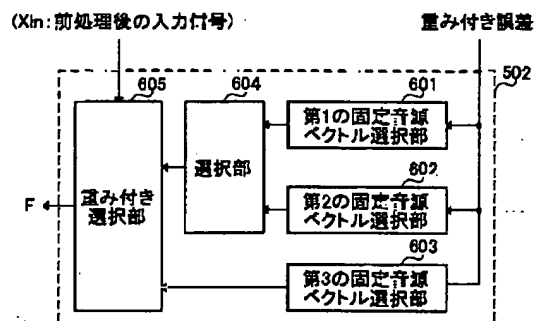 (Xin:前処理後の入力信号)
重み付き誤差
502
605
604
601
第1の固定音源
ベクトル選択部
選択部
602
F
重み付き
選択部
第2の固定音源
ベクトル選択部
603
第3の固定音源
ベクトル選択部